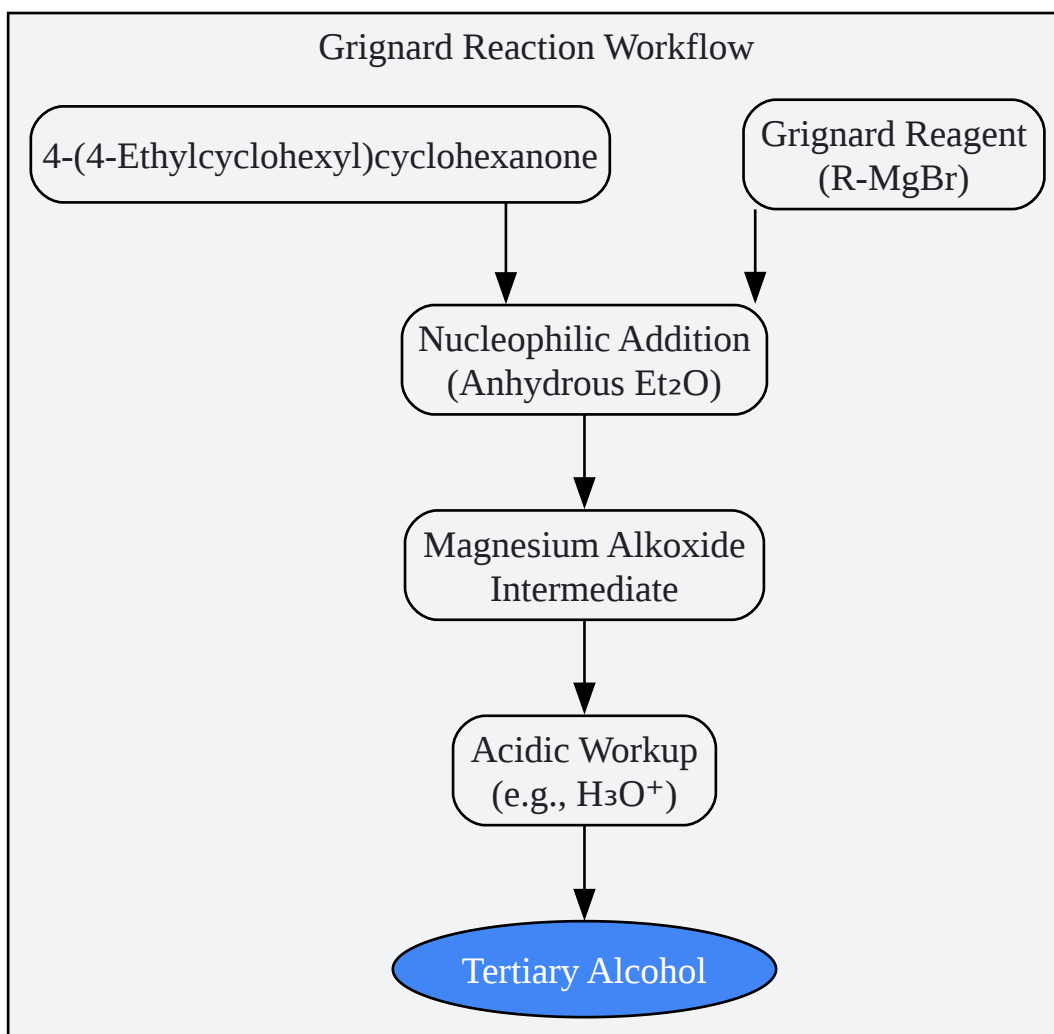 Grignard Reaction Workflow
4-(4-Ethylcyclohexyl)cyclohexanone
Grignard Reagent
(R-MgBr)
Nucleophilic Addition
(Anhydrous Et₂O)
Magnesium Alkoxide
Intermediate
Acidic Workup
(e.g., H₃O⁺)
Tertiary Alcohol